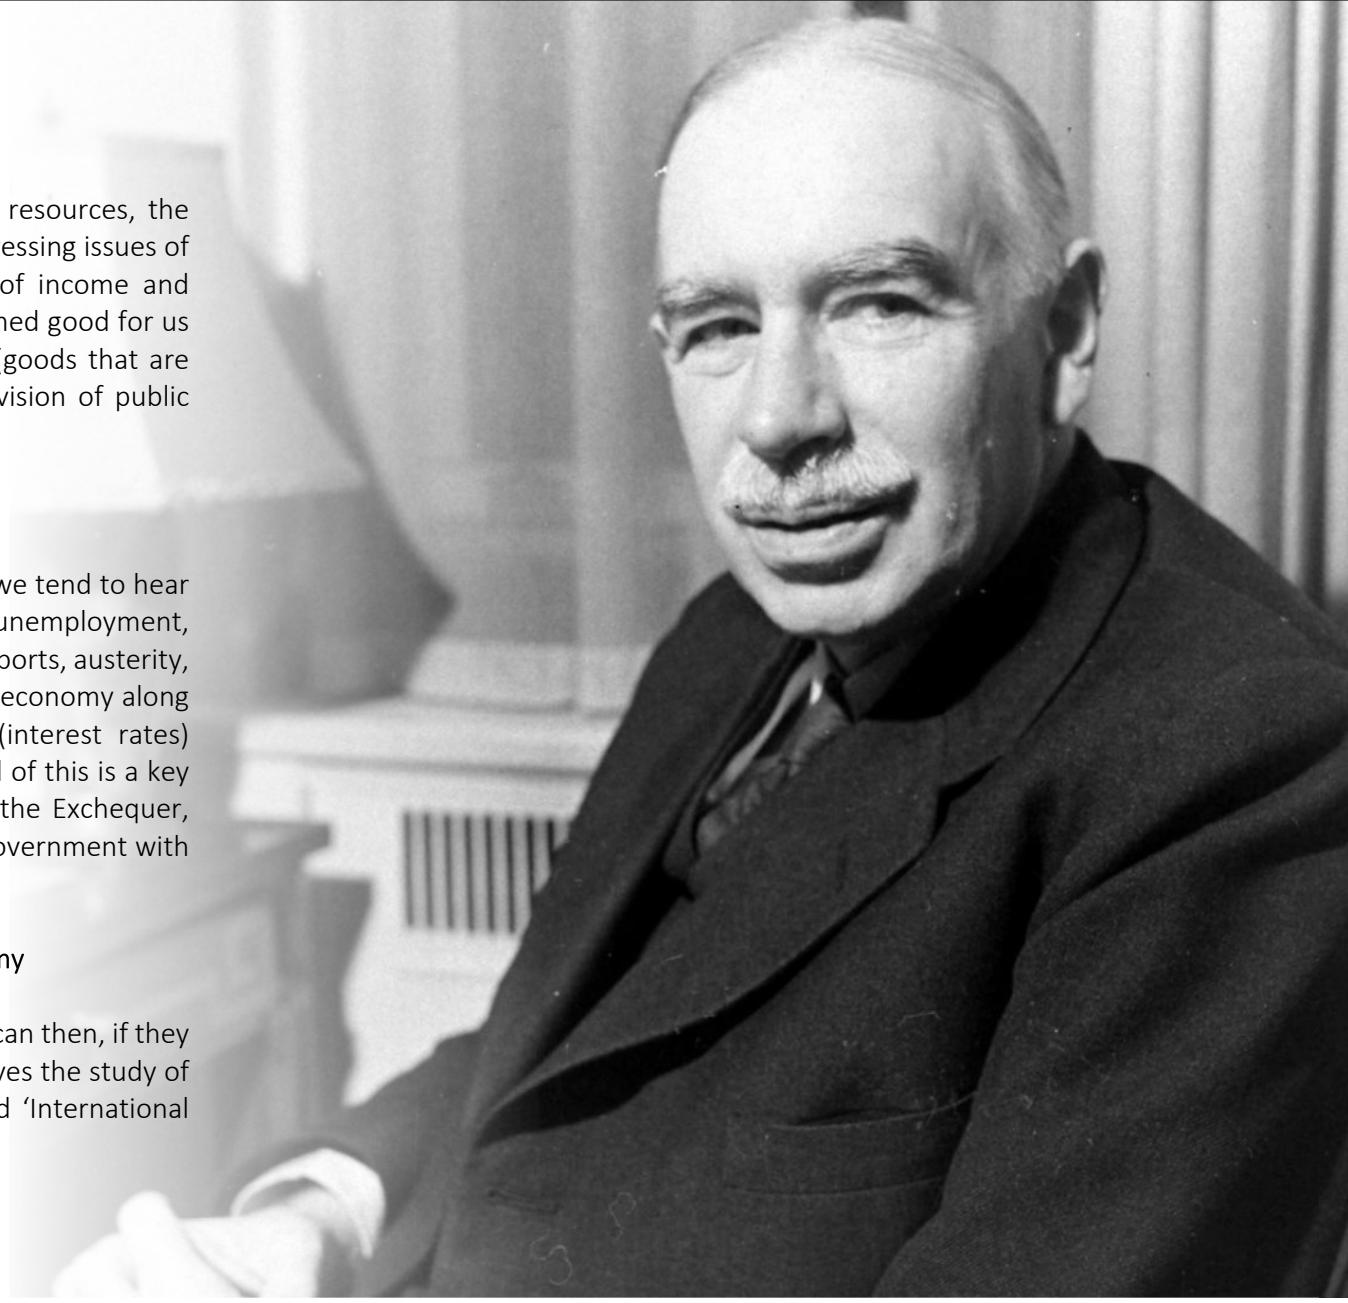 resources, the
essing issues of
of income and
ned good for us
(goods that are
vision of public
we tend to hear
unemployment,
ports, austerity,
economy along
(interest rates)
l of this is a key
the Exchequer,
overnment with
my
can then, if they
ves the study of
d ‘International